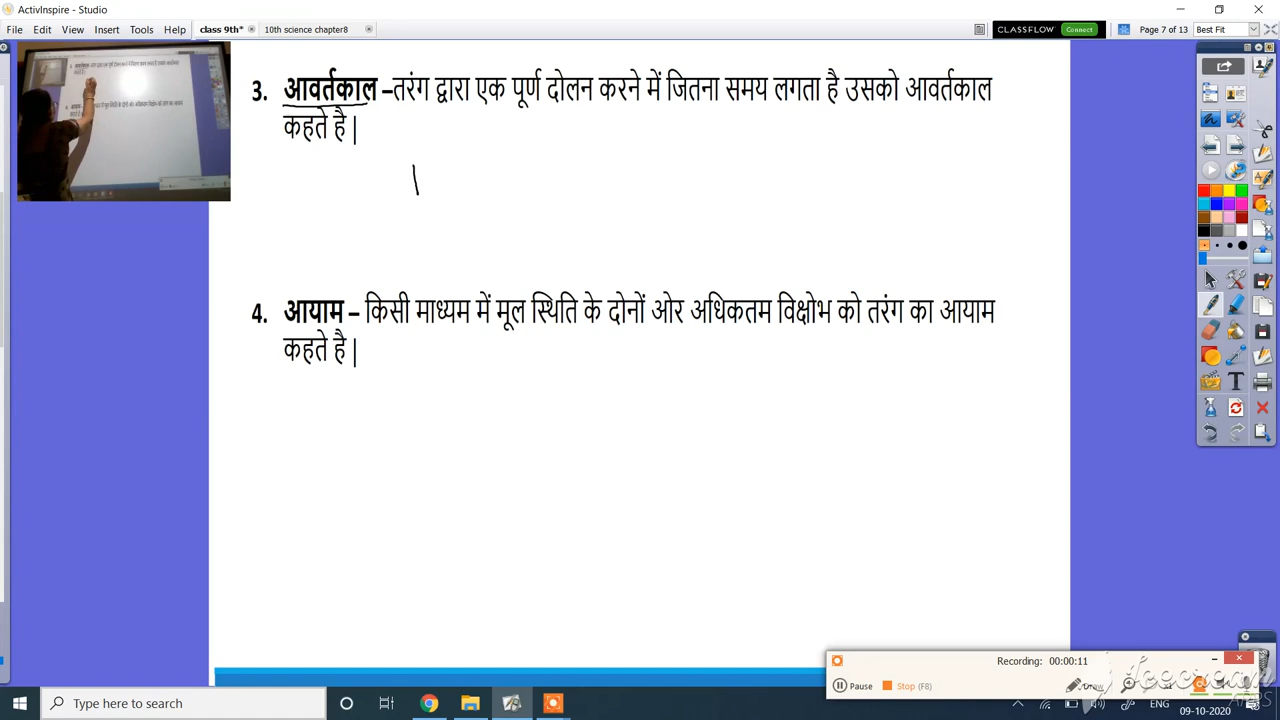 ActivInspire - Studio
File Edit View Insert Tools Help class 9th* 10th science chapter8 CLASSFLOW Connect Page 7 of 13 Best Fit
3. आवर्तकाल –तरंग द्वारा एक पूर्ण दोलन करने में जितना समय लगता है उसको आवर्तकाल
कहते है |
4. आयाम – किसी माध्यम में मूल स्थिति के दोनों ओर अधिकतम विक्षोभ को तरंग का आयाम
कहते है |
Recording: 00:00:11
Pause Stop (F8) Draw
Type here to search
ENG
09-10-2020